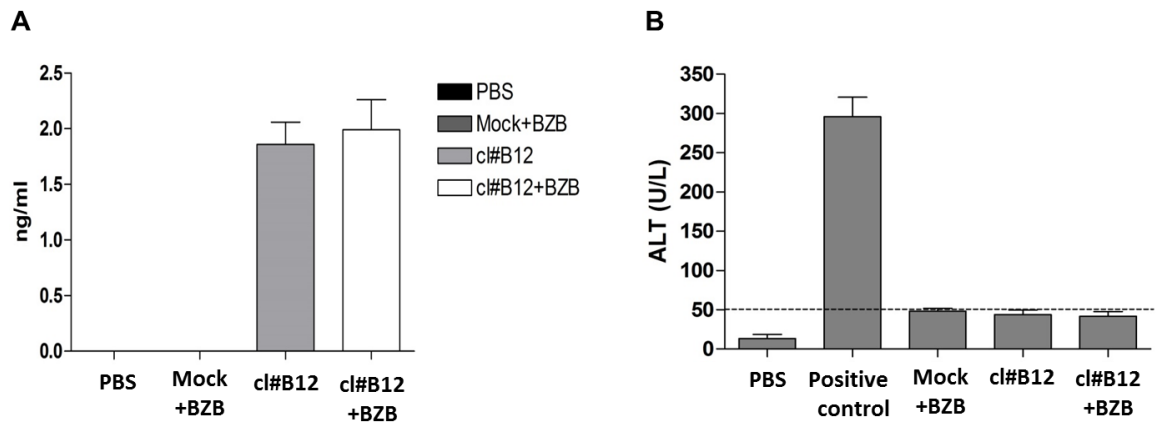 A
ng/ml
2.5
2.0
1.5
1.0
0.5
0.0
PBS
Mock
+BZB
cl#B12
cl#B12
+BZB
PBS
Mock+BZB
cl#B12
cl#B12+BZB
B
ALT (U/L)
350
300
250
200
150
100
50
0
PBS
Positive
control
Mock
+BZB
cl#B12
cl#B12
+BZB